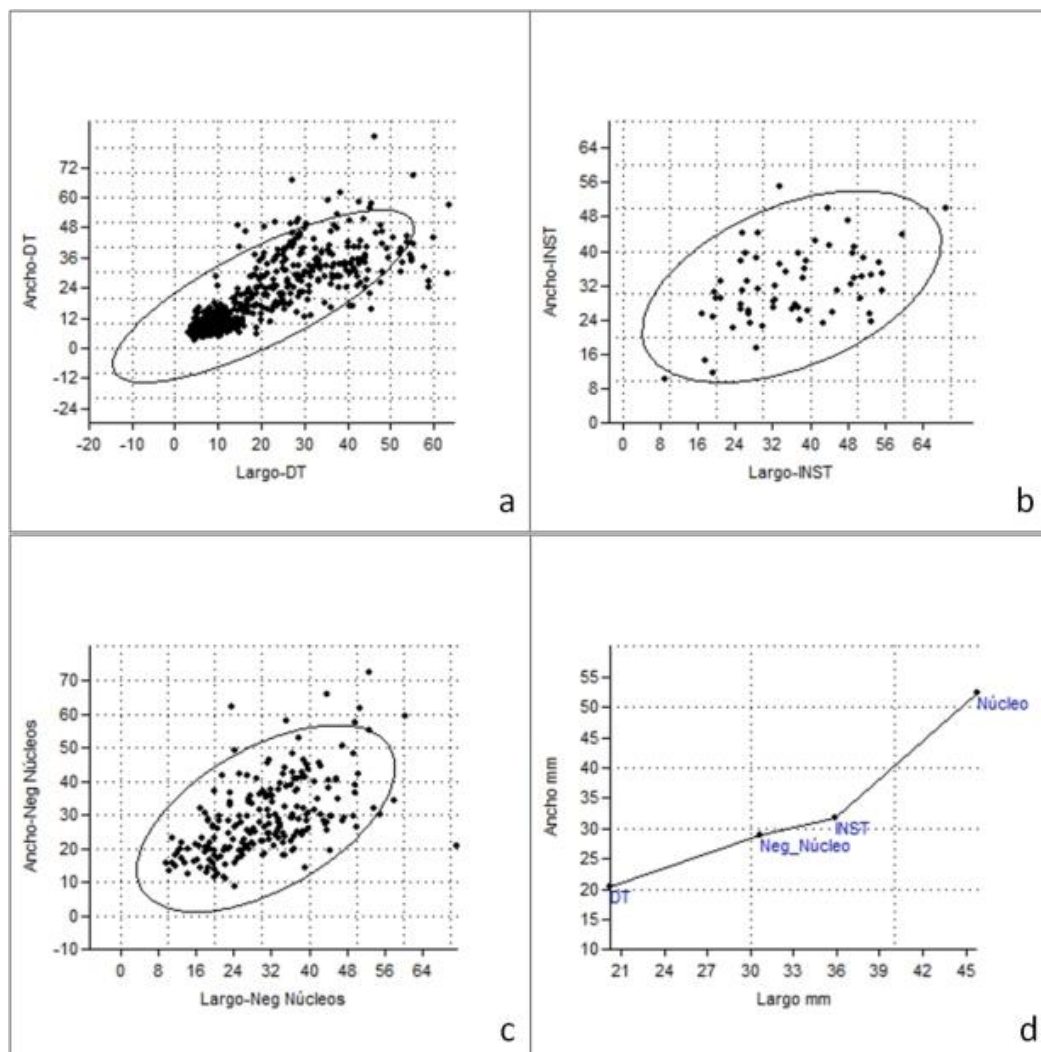 72
60
48
36
24
12
0
-12
-24
Ancho-DT
-20 -10 0 10 20 30 40 50 60
Largo-DT
a
64
56
48
40
32
24
16
8
0
Ancho-INST
0 8 16 24 32 40 48 56 64
Largo-INST
b
70
60
50
40
30
20
10
0
-10
Ancho-Neg Núcleos
0 8 16 24 32 40 48 56 64
Largo-Neg Núcleos
c
55
50
45
40
35
30
25
20
15
10
Ancho mm
Núcleo
INST
Neg_Núcleo
DT
21 24 27 30 33 36 39 42 45
Largo mm
d